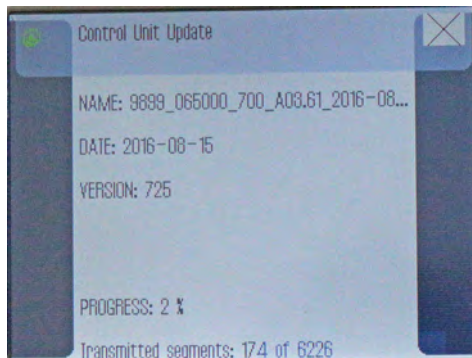 Control Unit Update
NAME: 9899_065000_700_A03.61_2016-08...
DATE: 2016-08-15
VERSION: 725
PROGRESS: 2 %
Transmitted segments: 174 of 6226